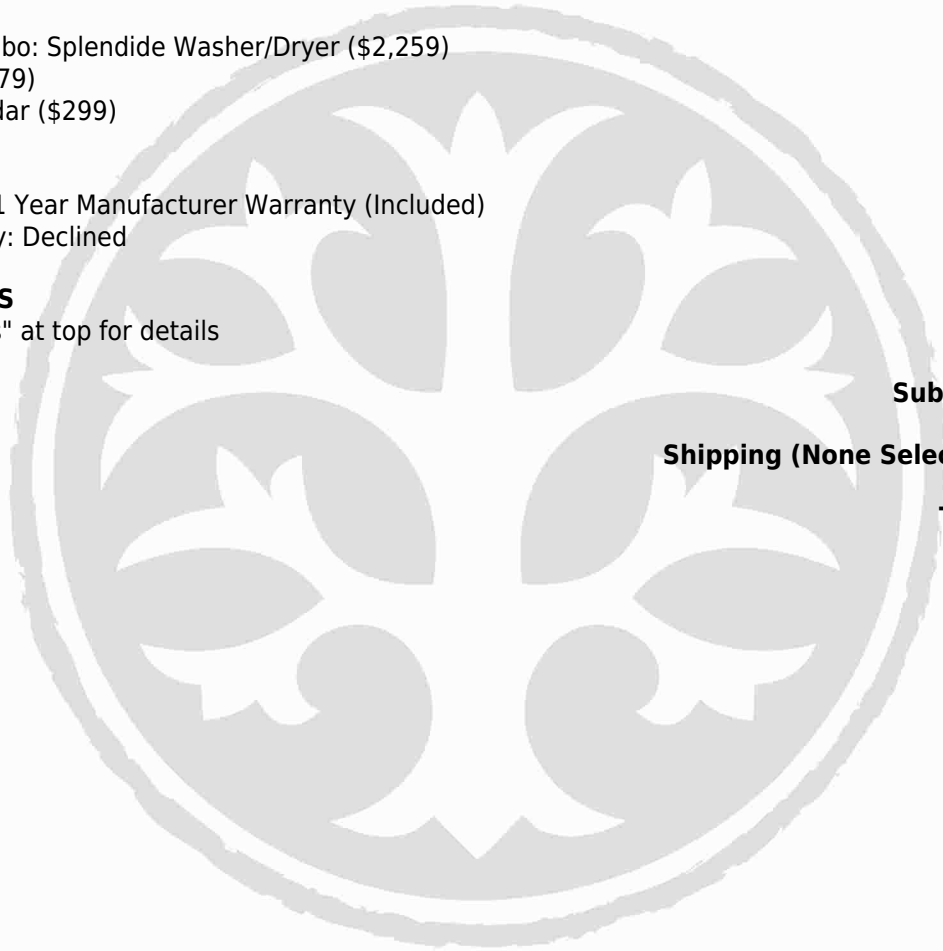 bo: Splendide Washer/Dryer ($2,259)
79)
dar ($299)
1 Year Manufacturer Warranty (Included)
y: Declined
S
s" at top for details
Sub
Shipping (None Selec